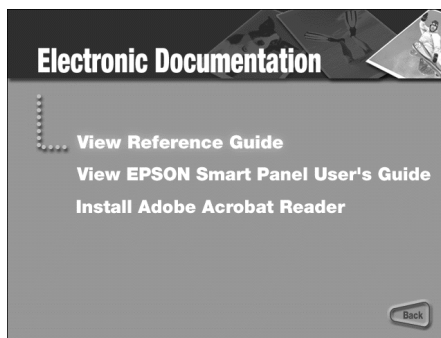 Electronic Documentation
View Reference Guide
View EPSON Smart Panel User's Guide
Install Adobe Acrobat Reader
Back